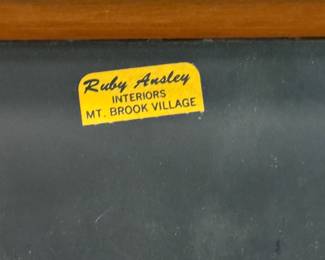 Ruby Ansley
INTERIORS
MT. BROOK VILLAGE